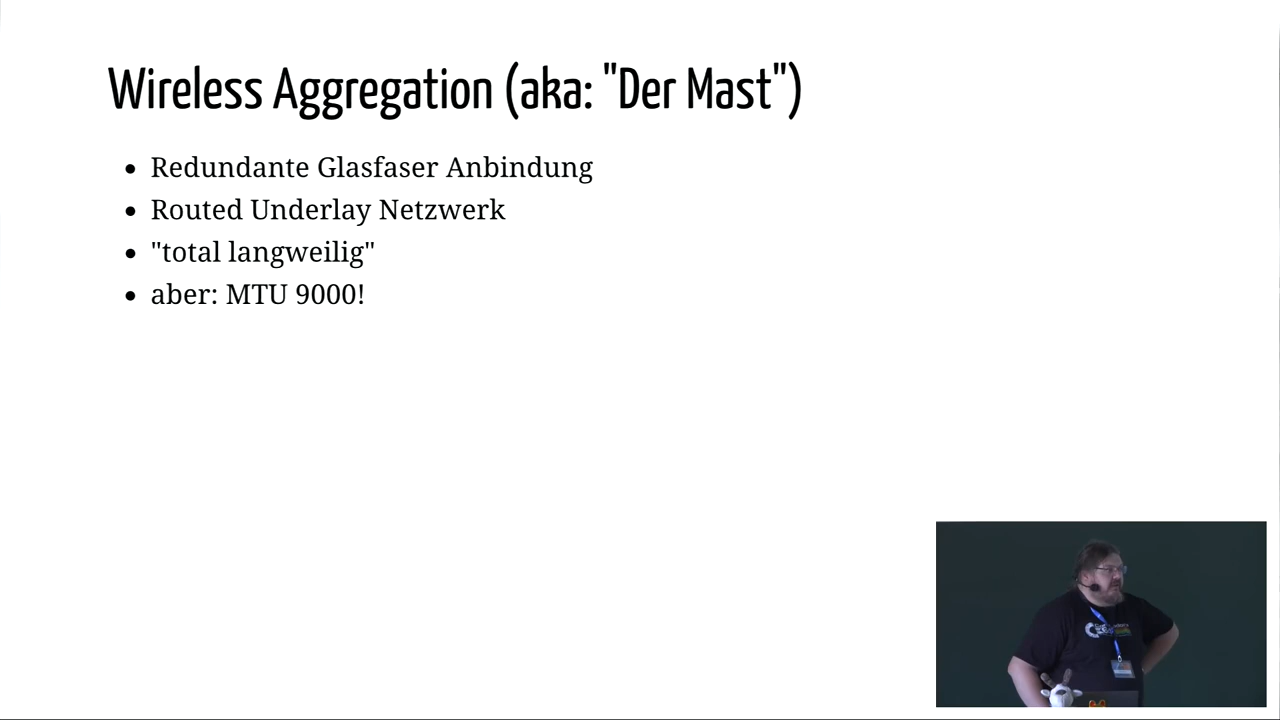 Wireless Aggregation (aka: "Der Mast")
Redundante Glasfaser Anbindung
Routed Underlay Netzwerk
"total langweilig"
aber: MTU 9000!